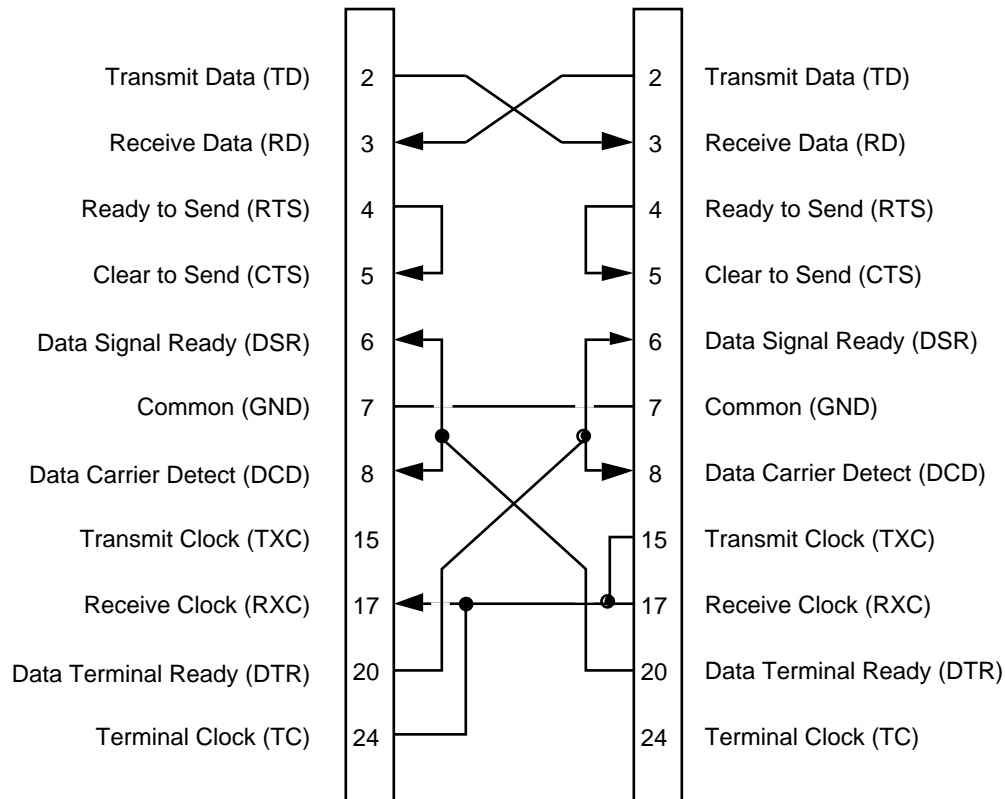 Transmit Data (TD) 2 2 Transmit Data (TD)
Receive Data (RD) 3 3 Receive Data (RD)
Ready to Send (RTS) 4 4 Ready to Send (RTS)
Clear to Send (CTS) 5 5 Clear to Send (CTS)
Data Signal Ready (DSR) 6 6 Data Signal Ready (DSR)
Common (GND) 7 7 Common (GND)
Data Carrier Detect (DCD) 8 8 Data Carrier Detect (DCD)
Transmit Clock (TXC) 15 15 Transmit Clock (TXC)
Receive Clock (RXC) 17 17 Receive Clock (RXC)
Data Terminal Ready (DTR) 20 20 Data Terminal Ready (DTR)
Terminal Clock (TC) 24 24 Terminal Clock (TC)